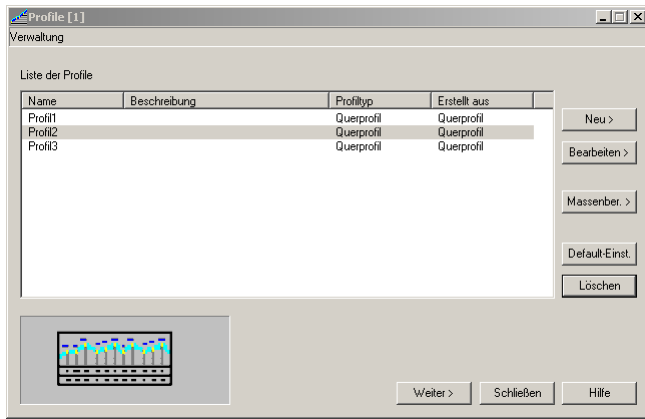 Profile [1]
Verwaltung
Liste der Profile
Name Beschreibung Profiltyp Erstellt aus
Profil1 Querprofil Querprofil
Profil2 Querprofil Querprofil
Profil3 Querprofil Querprofil
Neu >
Bearbeiten >
Massenber. >
Default-Einst.
Löschen
Weiter > Schließen Hilfe